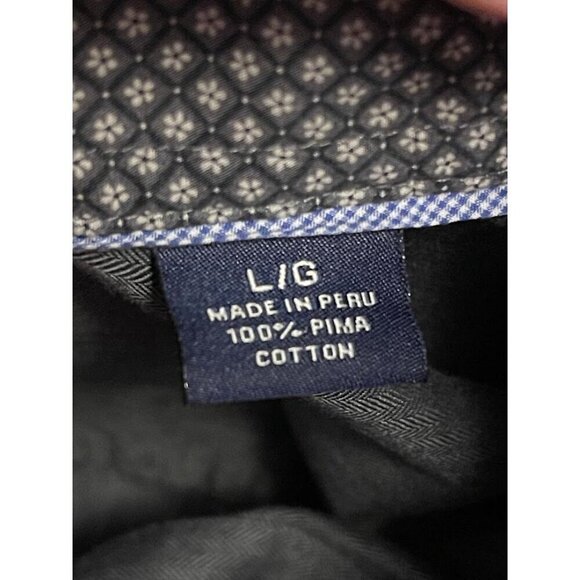 L/G
MADE IN PERU
100% PIMA
COTTON